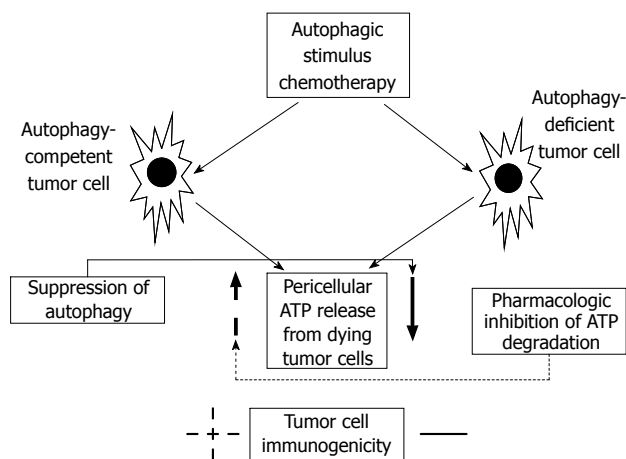 Autophagic
stimulus
chemotherapy
Autophagy-
competent
tumor cell
Autophagy-
deficient
tumor cell
Suppression of
autophagy
Pericellular
ATP release
from dying
tumor cells
Pharmacologic
inhibition of ATP
degradation
Tumor cell
immunogenicity